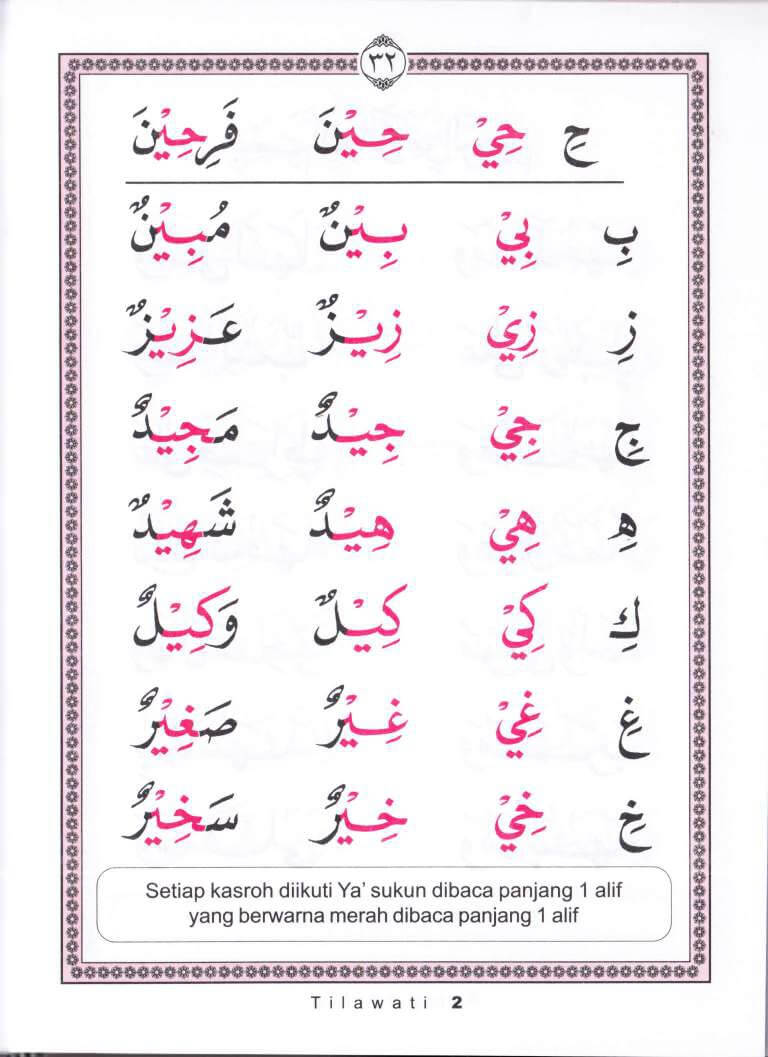 ٣٢
حِ حِيْ حِيْنَ فَرِحِيْنَ
بِ بِيْ بِيْنٌ مُبِيْنٌ
زِ زِيْ زِيْزٌ عَزِيْزٌ
جِ جِيْ جِيْدٌ مَجِيْدٌ
هِ هِيْ هِيْدٌ شَهِيْدٌ
كِ كِيْ كِيْلٌ وَكِيْلٌ
غِ غِيْ غِيْرٌ صَغِيْرٌ
خِ خِيْ خِيْرٌ سَخِيْرٌ
Setiap kasroh diikuti Ya’ sukun dibaca panjang 1 alif
yang berwarna merah dibaca panjang 1 alif
Tilawati 2